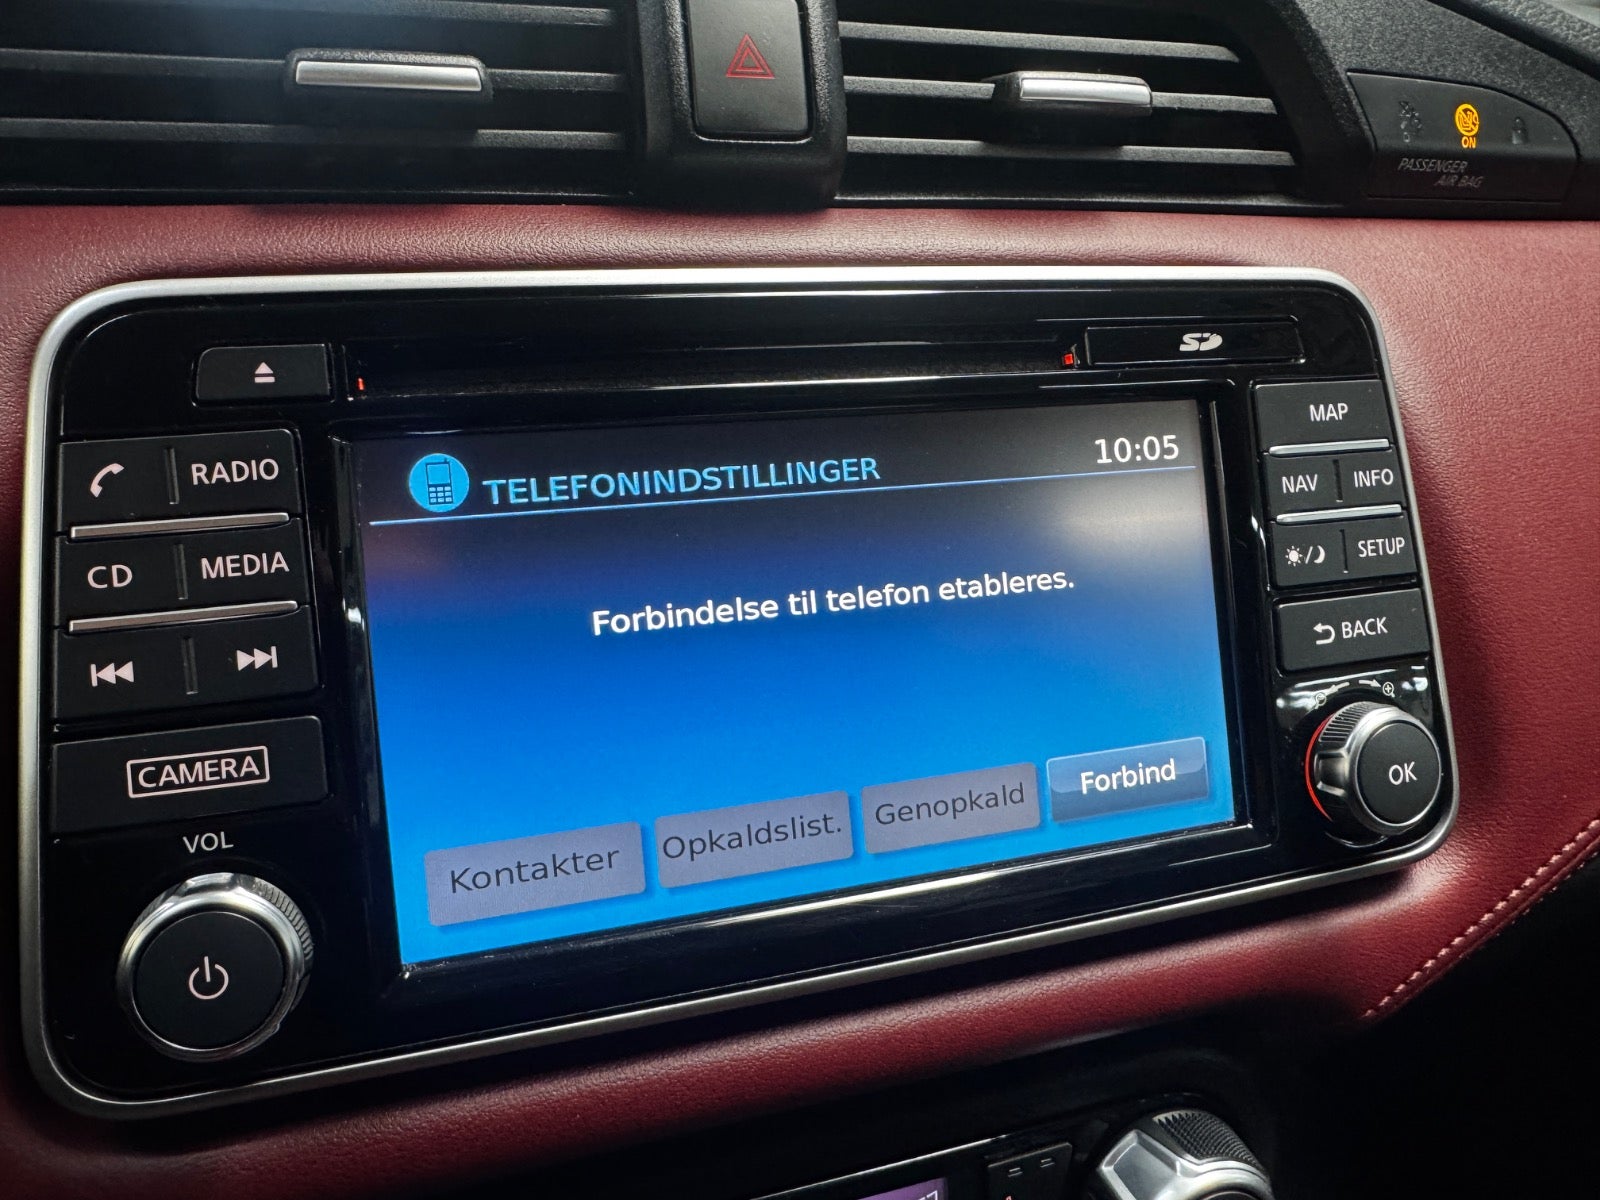 ON
PASSENGER
AIR BAG
SD
RADIO
CD
MEDIA
CAMERA
VOL
TELEFONINDSTILLINGER
10:05
Forbindelse til telefon etableres.
Kontakter
Opkaldslist.
Genopkald
Forbind
MAP
NAV
INFO
SETUP
BACK
OK